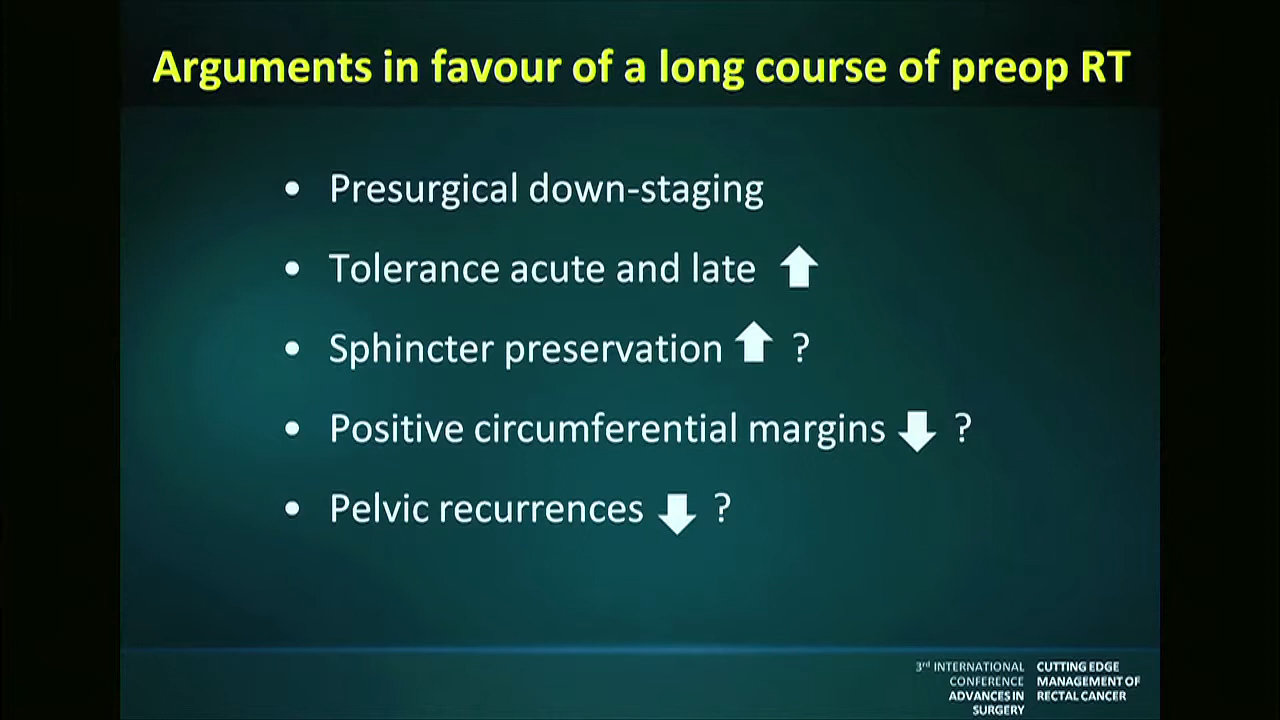 Arguments in favour of a long course of preop RT
• Presurgical down-staging
• Tolerance acute and late
• Sphincter preservation ?
• Positive circumferential margins ?
• Pelvic recurrences ?
3rd INTERNATIONAL
CONFERENCE
ADVANCES IN
SURGERY
CUTTING EDGE
MANAGEMENT OF
RECTAL CANCER